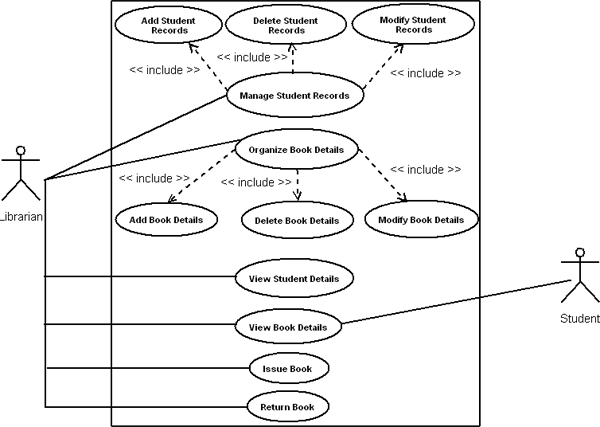 Add Student
Records
Delete Student
Records
Modify Student
Records
<< include >>
<< include >>
<< include >>
Manage Student Records
Organize Book Details
<< include >>
<< include >>
<< include >>
Add Book Details
Delete Book Details
Modify Book Details
Librarian
View Student Details
View Book Details
Student
Issue Book
Return Book